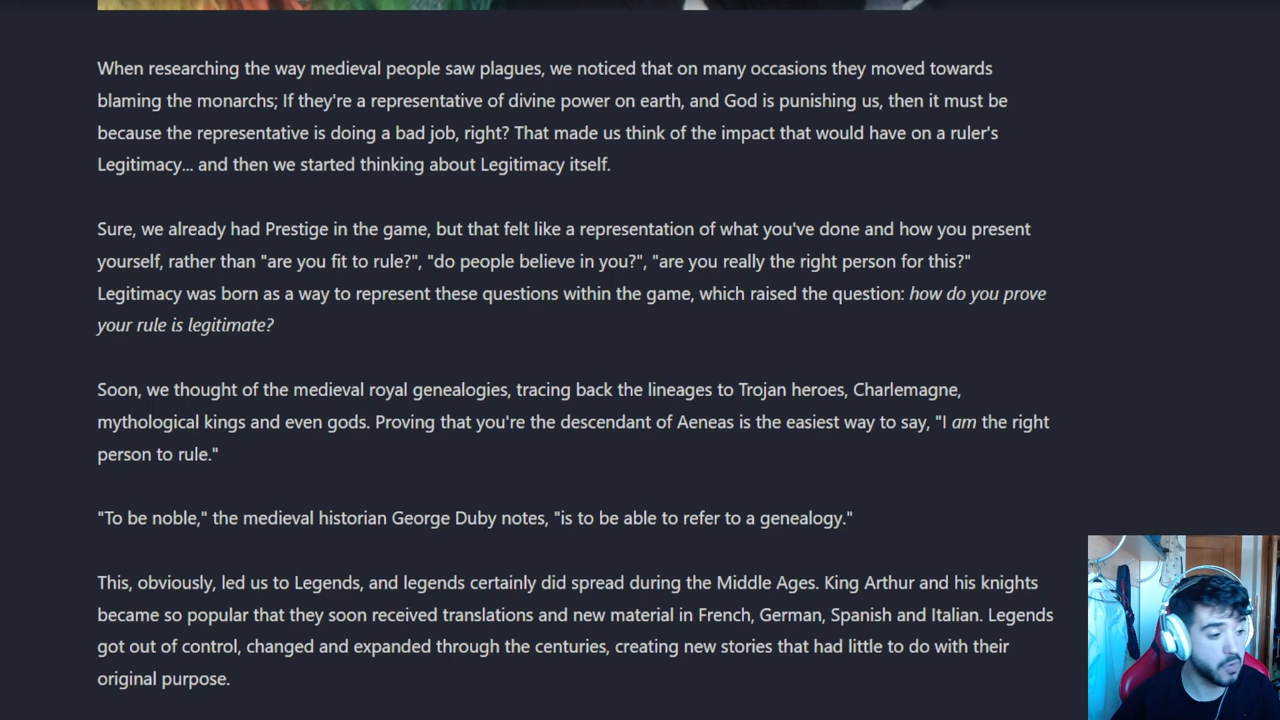 When researching the way medieval people saw plagues, we noticed that on many occasions they moved towards
blaming the monarchs; If they're a representative of divine power on earth, and God is punishing us, then it must be
because the representative is doing a bad job, right? That made us think of the impact that would have on a ruler's
Legitimacy... and then we started thinking about Legitimacy itself.
Sure, we already had Prestige in the game, but that felt like a representation of what you've done and how you present
yourself, rather than "are you fit to rule?", "do people believe in you?", "are you really the right person for this?"
Legitimacy was born as a way to represent these questions within the game, which raised the question: how do you prove
your rule is legitimate?
Soon, we thought of the medieval royal genealogies, tracing back the lineages to Trojan heroes, Charlemagne,
mythological kings and even gods. Proving that you're the descendant of Aeneas is the easiest way to say, "I am the right
person to rule."
"To be noble," the medieval historian George Duby notes, "is to be able to refer to a genealogy."
This, obviously, led us to Legends, and legends certainly did spread during the Middle Ages. King Arthur and his knights
became so popular that they soon received translations and new material in French, German, Spanish and Italian. Legends
got out of control, changed and expanded through the centuries, creating new stories that had little to do with their
original purpose.